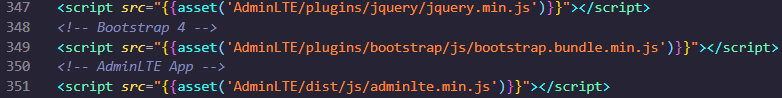 347 <script src="{{asset('AdminLTE/plugins/jquery/jquery.min.js')}}"></script>
348 <!-- Bootstrap 4 -->
349 <script src="{{asset('AdminLTE/plugins/bootstrap/js/bootstrap.bundle.min.js')}}"></script>
350 <!-- AdminLTE App -->
351 <script src="{{asset('AdminLTE/dist/js/adminlte.min.js')}}"></script>